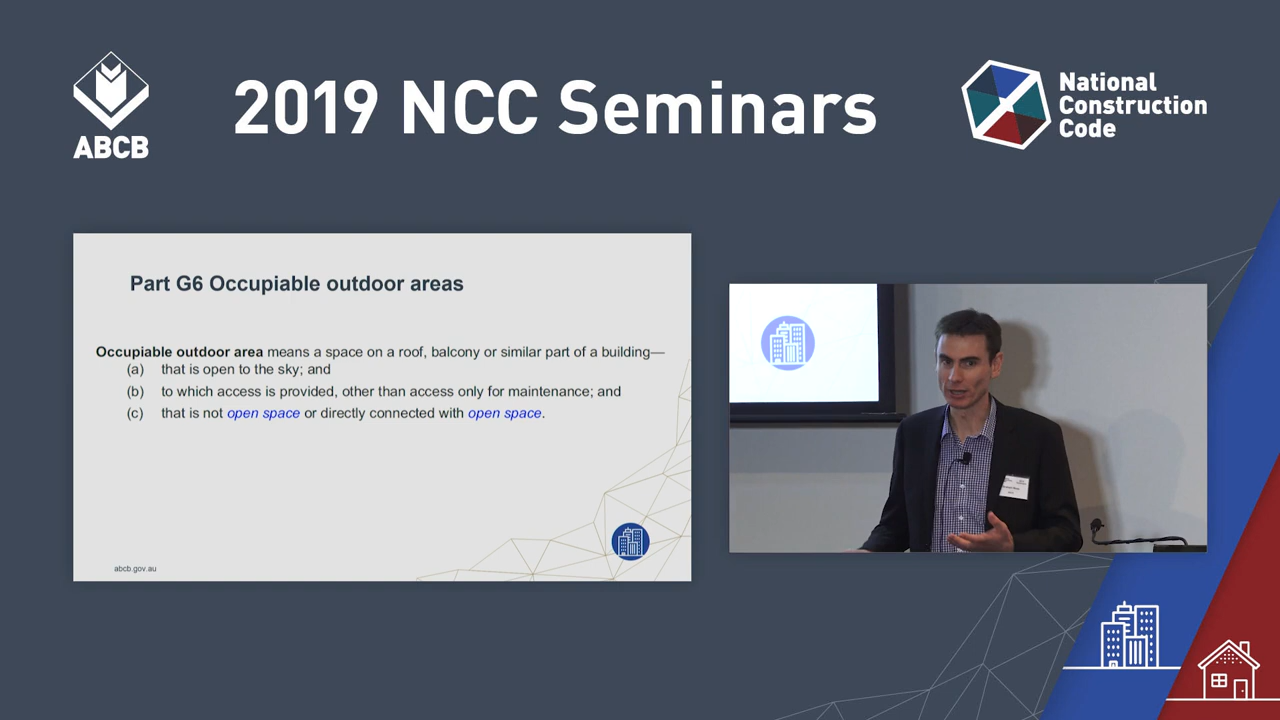 ABCB
2019 NCC Seminars
National
Construction
Code
Part G6 Occupiable outdoor areas
Occupiable outdoor area means a space on a roof, balcony or similar part of a building—
(a) that is open to the sky; and
(b) to which access is provided, other than access only for maintenance; and
(c) that is not open space or directly connected with open space.
abcb.gov.au